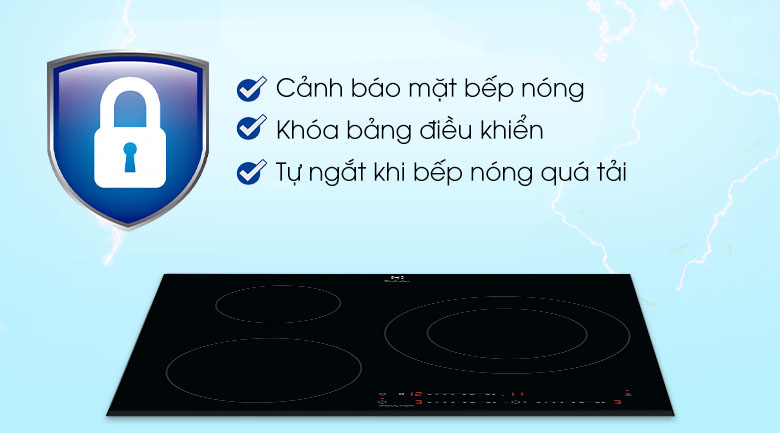 Cảnh báo mặt bếp nóng
Khóa bảng điều khiển
Tự ngắt khi bếp nóng quá tải